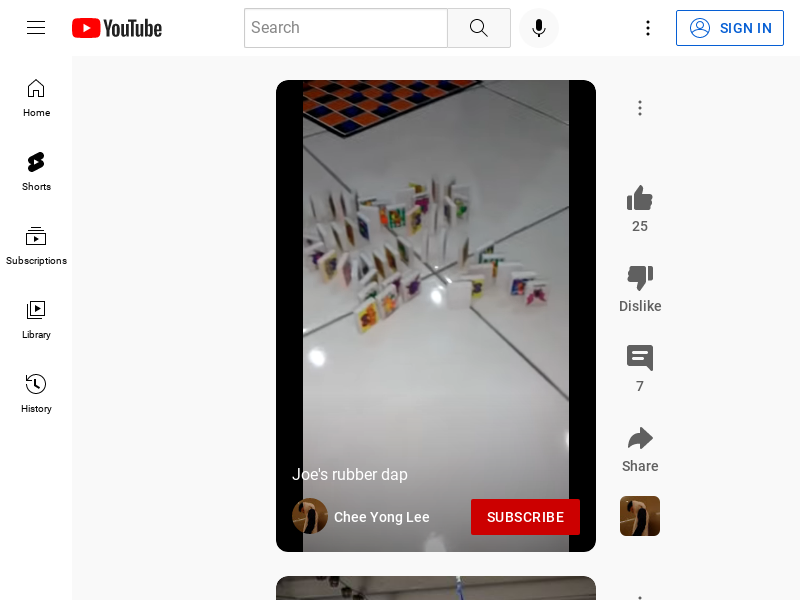 YouTube
Search
SIGN IN
Home
Shorts
Subscriptions
Library
History
25
Dislike
7
Share
Joe's rubber dap
Chee Yong Lee
SUBSCRIBE